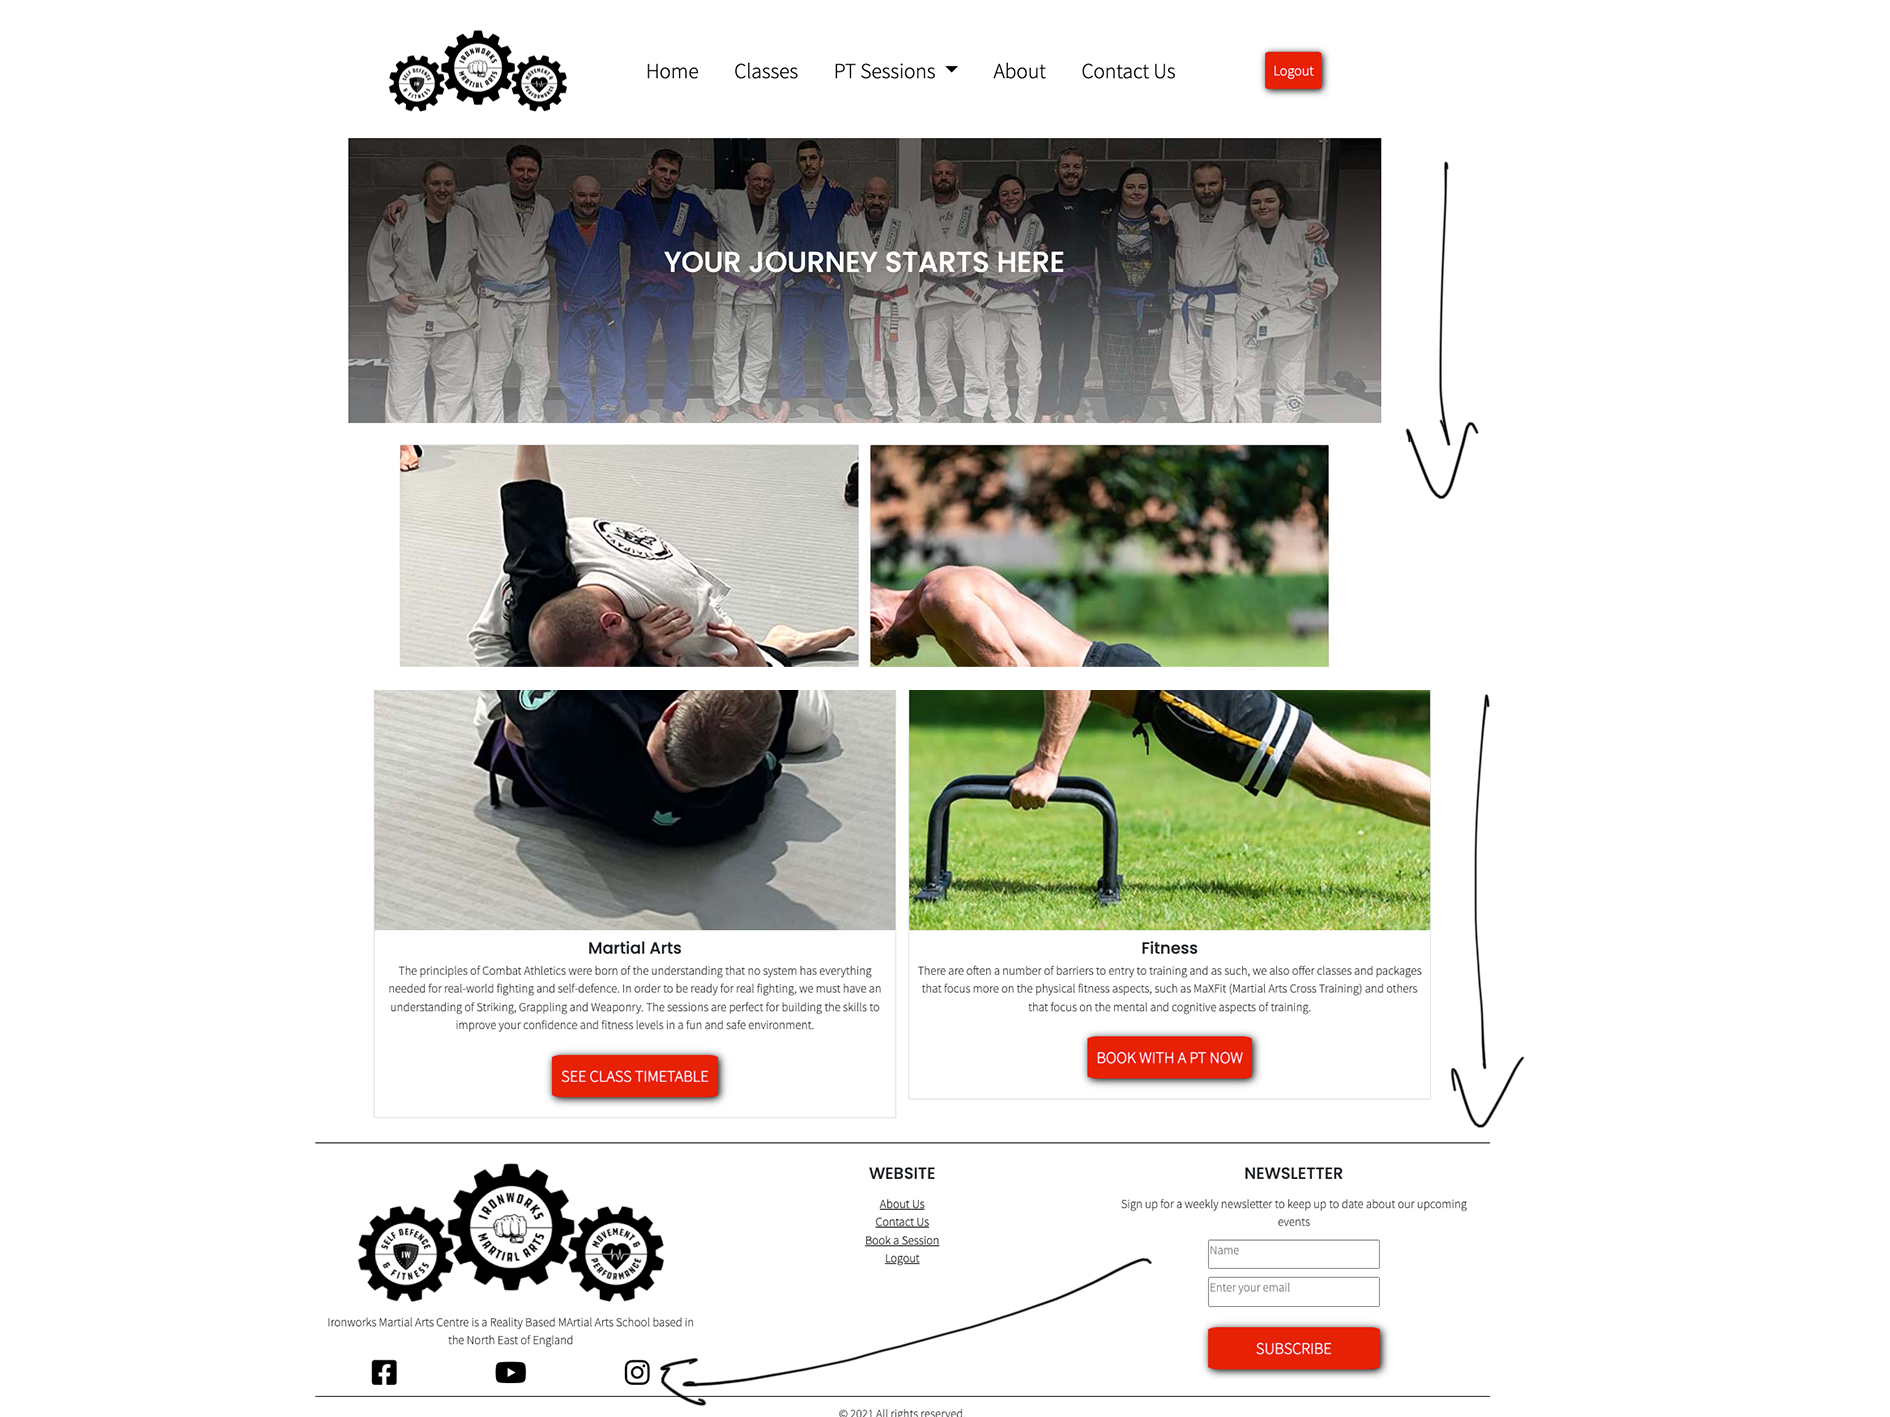 SELF DEFENCE
IW
& FITNESS
IRONWORKS
MARTIAL ARTS
MOVEMENT &
PERFORMANCE
Home
Classes
PT Sessions
About
Contact Us
Logout
YOUR JOURNEY STARTS HERE
Martial Arts
The principles of Combat Athletics were born of the understanding that no system has everything
needed for real-world fighting and self-defence. In order to be ready for real fighting, we must have an
understanding of Striking, Grappling and Weaponry. The sessions are perfect for building the skills to
improve your confidence and fitness levels in a fun and safe environment.
SEE CLASS TIMETABLE
Fitness
There are often a number of barriers to entry to training and as such, we also offer classes and packages
that focus more on the physical fitness aspects, such as MaXFit (Martial Arts Cross Training) and others
that focus on the mental and cognitive aspects of training.
BOOK WITH A PT NOW
SELF DEFENCE
IW
& FITNESS
IRONWORKS
MARTIAL ARTS
MOVEMENT &
PERFORMANCE
Ironworks Martial Arts Centre is a Reality Based MArtial Arts School based in
the North East of England
WEBSITE
About Us
Contact Us
Book a Session
Logout
NEWSLETTER
Sign up for a weekly newsletter to keep up to date about our upcoming
events
Name
Enter your email
SUBSCRIBE
© 2021 All rights reserved.